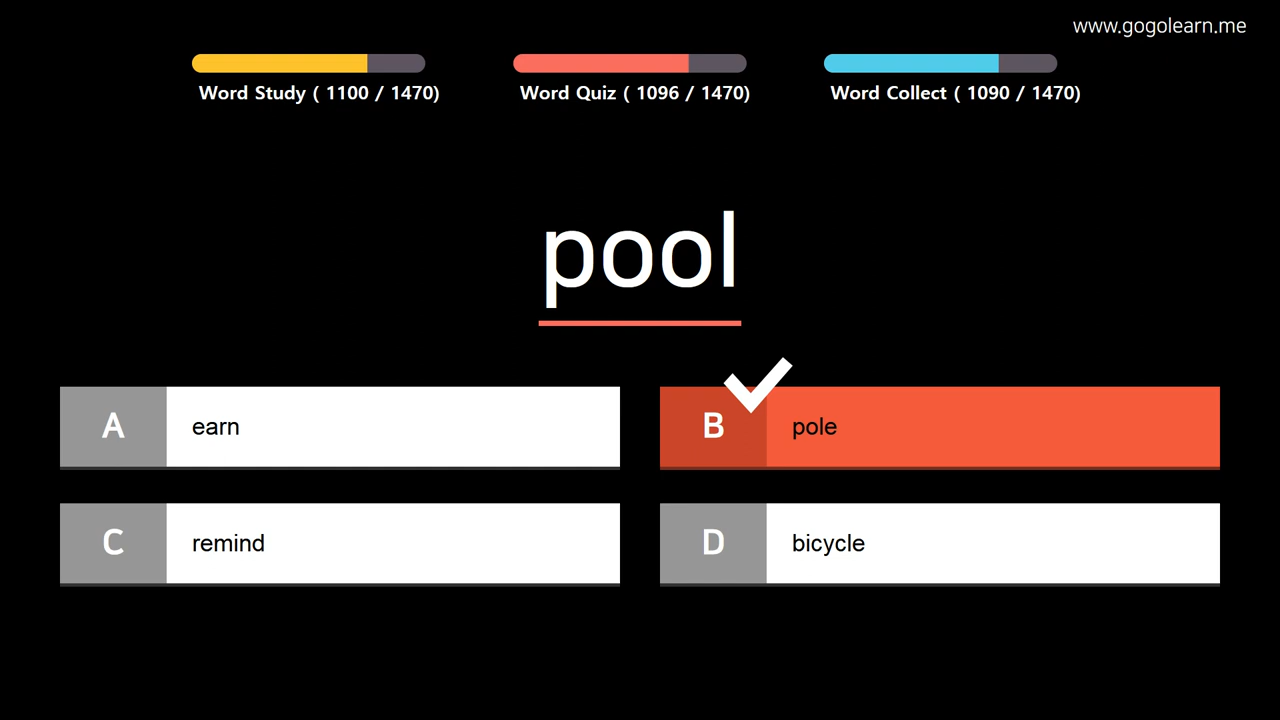 www.gogolearn.me
Word Study ( 1100 / 1470)
Word Quiz ( 1096 / 1470)
Word Collect ( 1090 / 1470)
pool
A earn
B pole
C remind
D bicycle